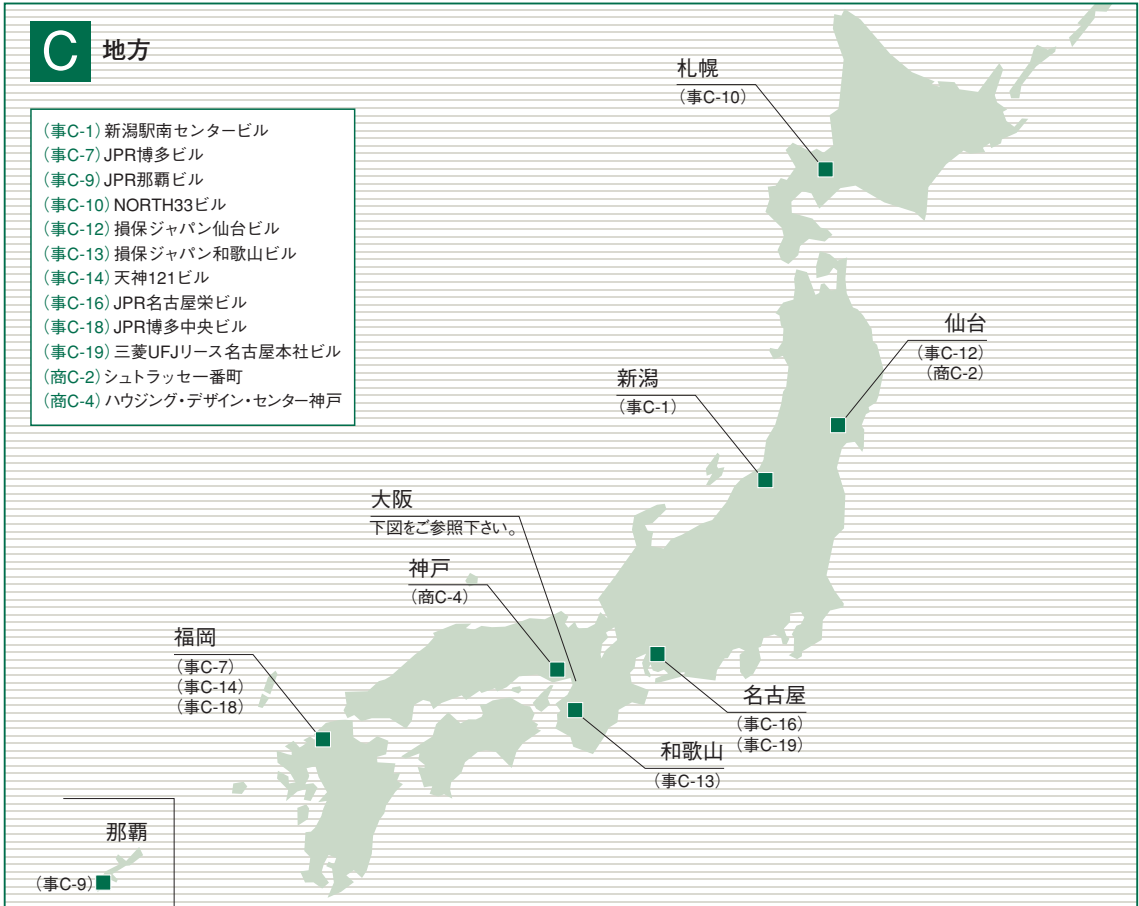 C 地方
(事C-1) 新潟駅南センタービル
(事C-7) JPR博多ビル
(事C-9) JPR那覇ビル
(事C-10) NORTH33ビル
(事C-12) 損保ジャパン仙台ビル
(事C-13) 損保ジャパン和歌山ビル
(事C-14) 天神121ビル
(事C-16) JPR名古屋栄ビル
(事C-18) JPR博多中央ビル
(事C-19) 三菱UFJリース名古屋本社ビル
(商C-2) シュトラッセ一番町
(商C-4) ハウジング・デザイン・センター神戸
札幌
(事C-10)
仙台
(事C-12)
(商C-2)
新潟
(事C-1)
大阪
下図をご参照下さい。
神戸
(商C-4)
福岡
(事C-7)
(事C-14)
(事C-18)
名古屋
(事C-16)
(事C-19)
和歌山
(事C-13)
那覇
(事C-9)